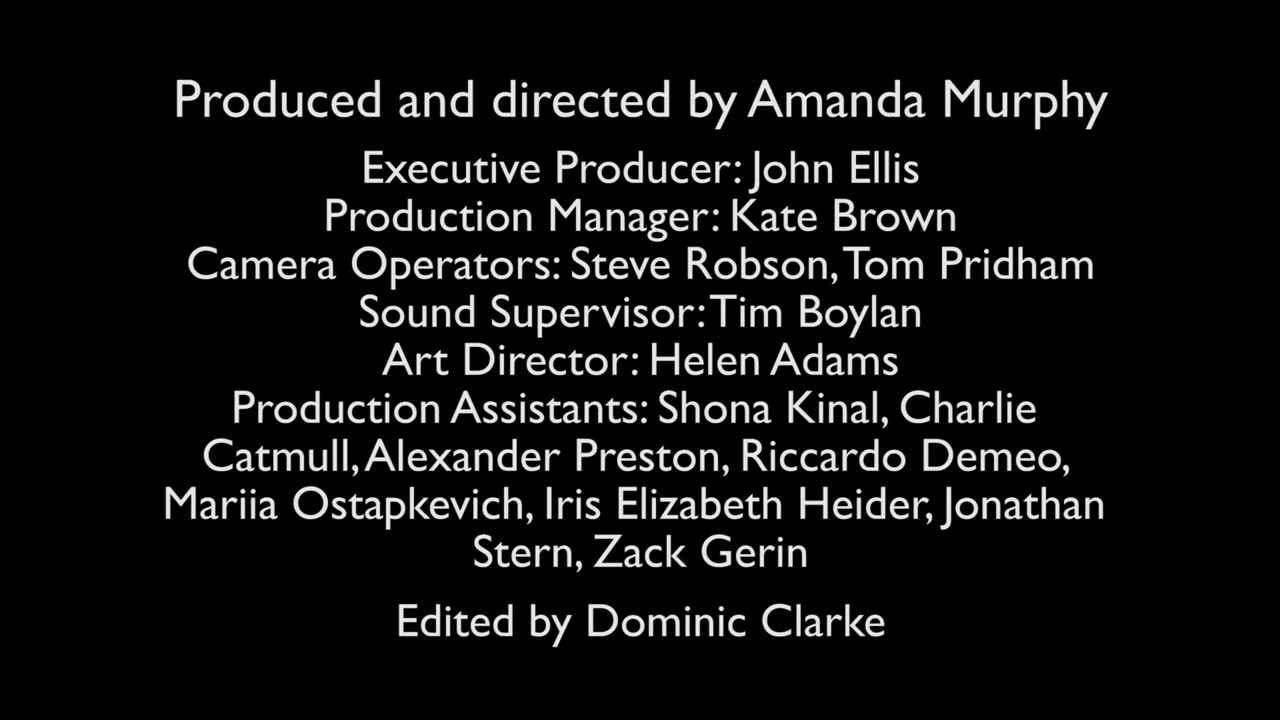 Produced and directed by Amanda Murphy
Executive Producer: John Ellis
Production Manager: Kate Brown
Camera Operators: Steve Robson, Tom Pridham
Sound Supervisor: Tim Boylan
Art Director: Helen Adams
Production Assistants: Shona Kinal, Charlie
Catmull, Alexander Preston, Riccardo Demeo,
Mariia Ostapkevich, Iris Elizabeth Heider, Jonathan
Stern, Zack Gerin
Edited by Dominic Clarke